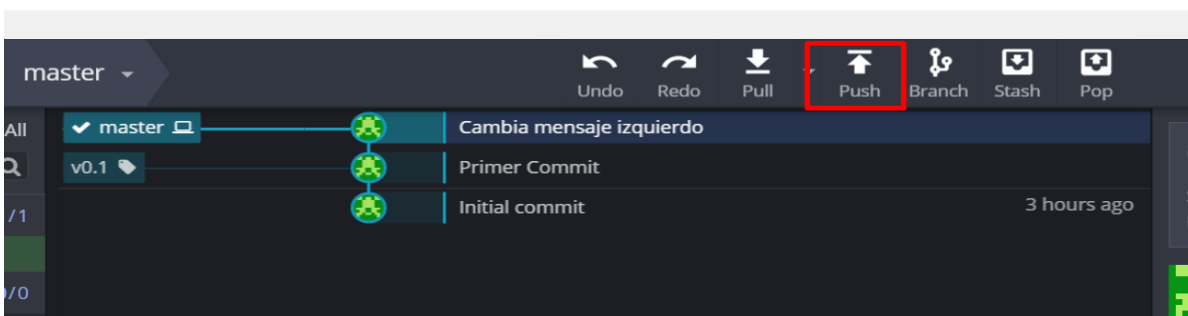 master
Undo Redo Pull Push Branch Stash Pop
All master Cambia mensaje izquierdo
v0.1 Primer Commit
/1 Initial commit 3 hours ago
/0